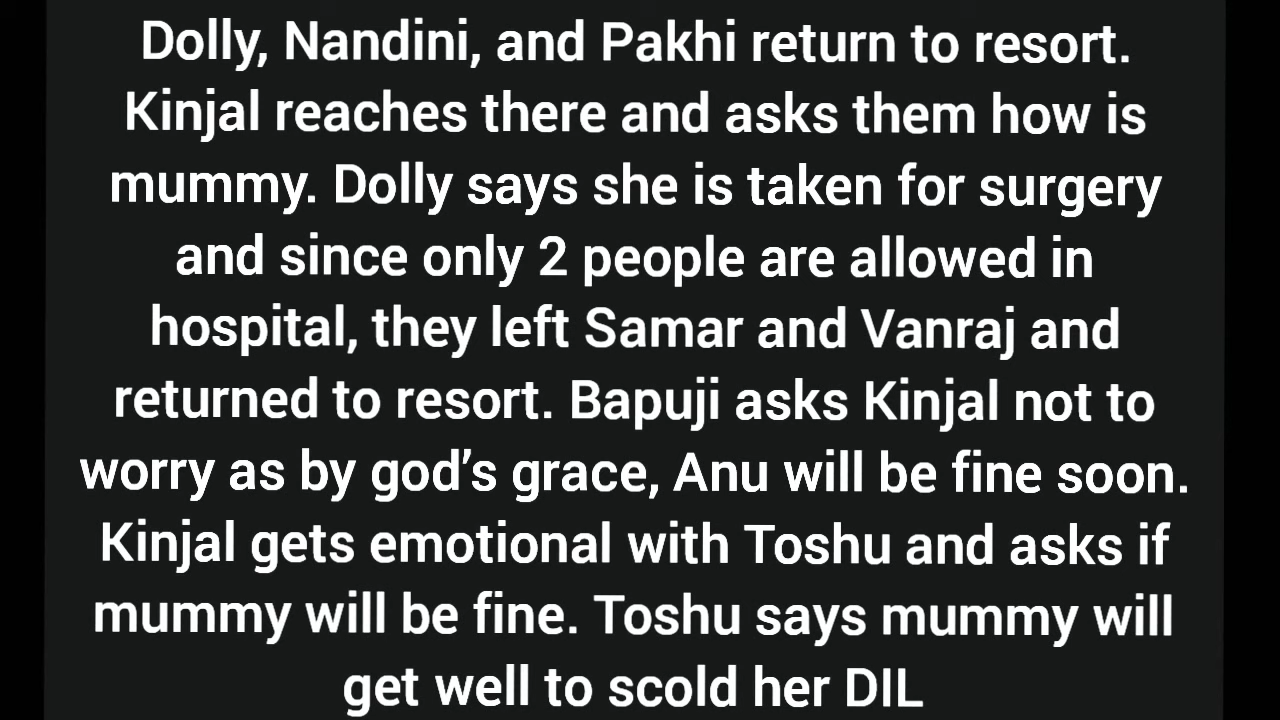 Dolly, Nandini, and Pakhi return to resort.
Kinjal reaches there and asks them how is
mummy. Dolly says she is taken for surgery
and since only 2 people are allowed in
hospital, they left Samar and Vanraj and
returned to resort. Bapuji asks Kinjal not to
worry as by god's grace, Anu will be fine soon.
Kinjal gets emotional with Toshu and asks if
mummy will be fine. Toshu says mummy will
get well to scold her DIL